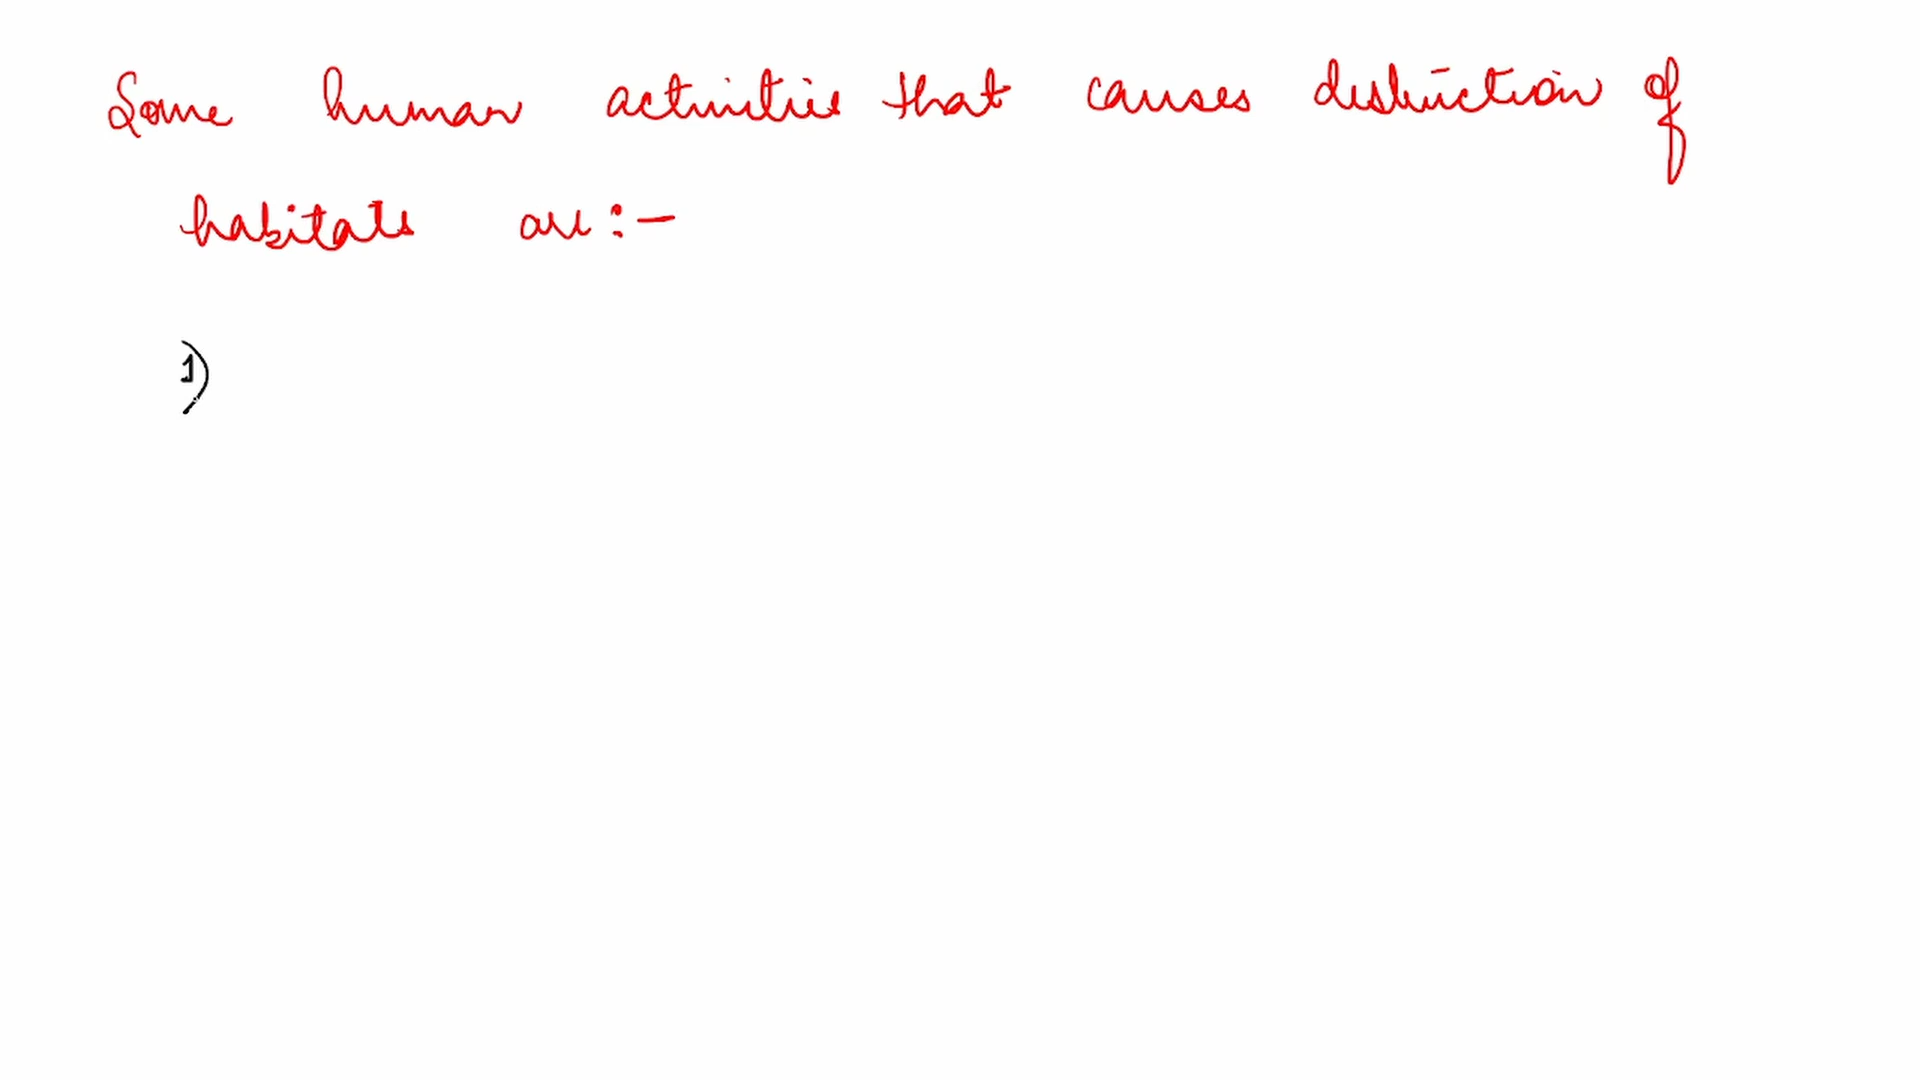 Some human activities that causes destruction of
habitats are :-
1)